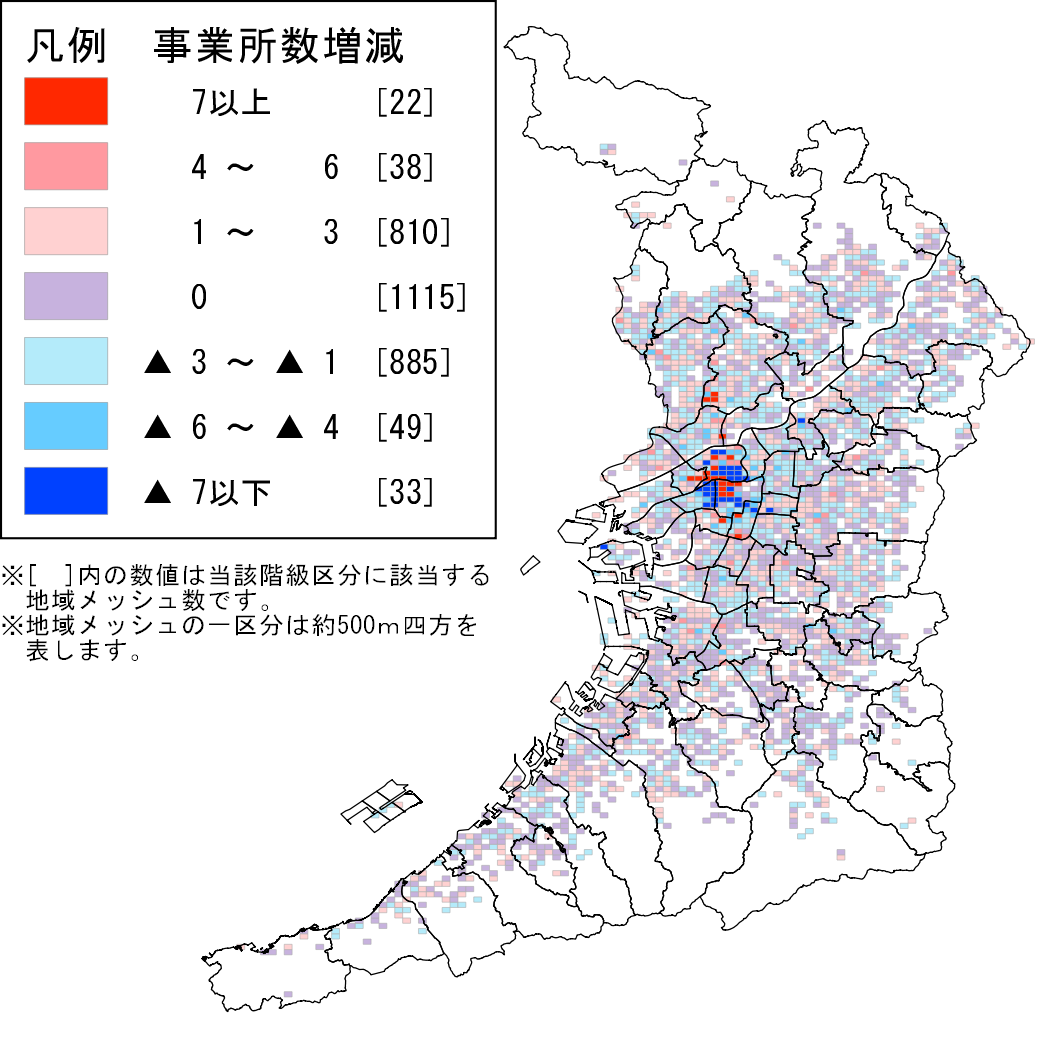 凡例　事業所数増減
7以上 [22]
4 ～ 6 [38]
1 ～ 3 [810]
0 [1115]
▲ 3 ～ ▲ 1 [885]
▲ 6 ～ ▲ 4 [49]
▲ 7以下 [33]
※[　]内の数値は当該階級区分に該当する
地域メッシュ数です。
※地域メッシュの一区分は約500ｍ四方を
表します。